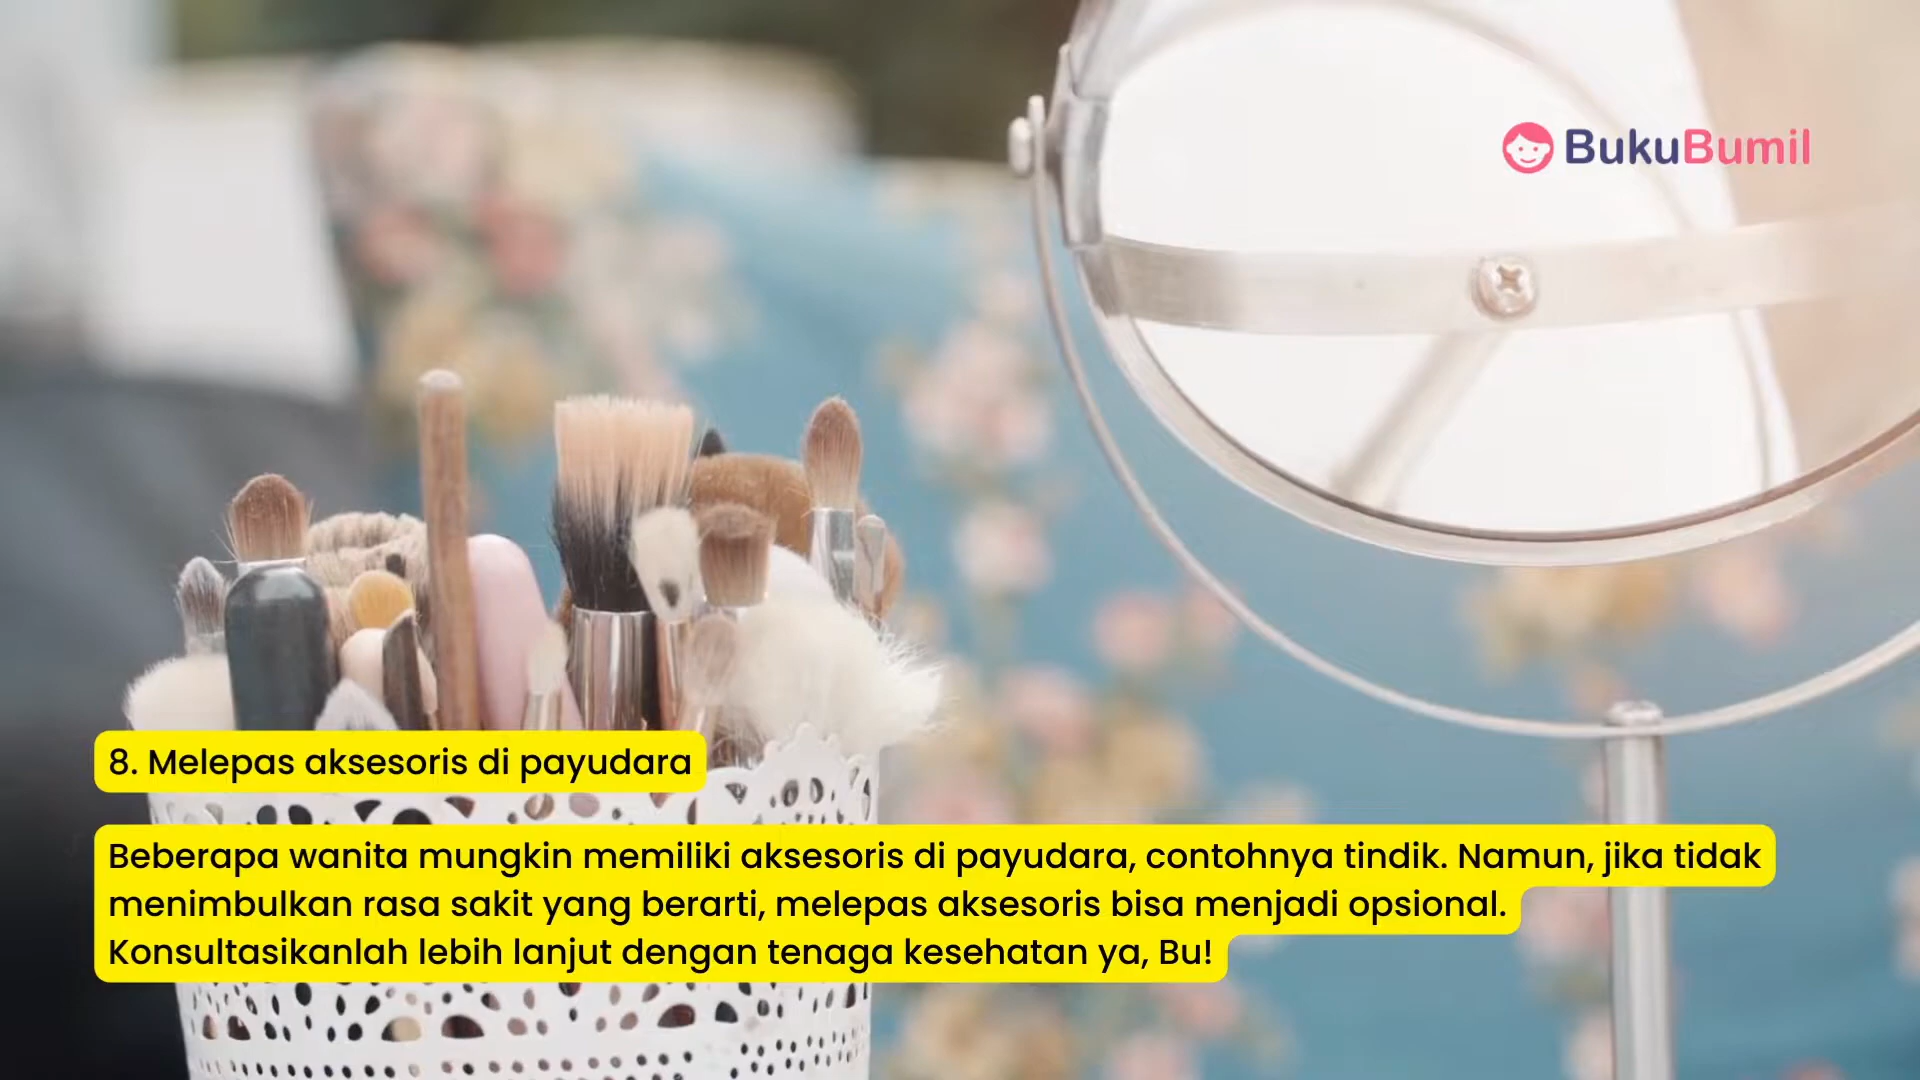 BukuBumil
8. Melepas aksesoris di payudara
Beberapa wanita mungkin memiliki aksesoris di payudara, contohnya tindik. Namun, jika tidak
menimbulkan rasa sakit yang berarti, melepas aksesoris bisa menjadi opsional.
Konsultasikanlah lebih lanjut dengan tenaga kesehatan ya, Bu!